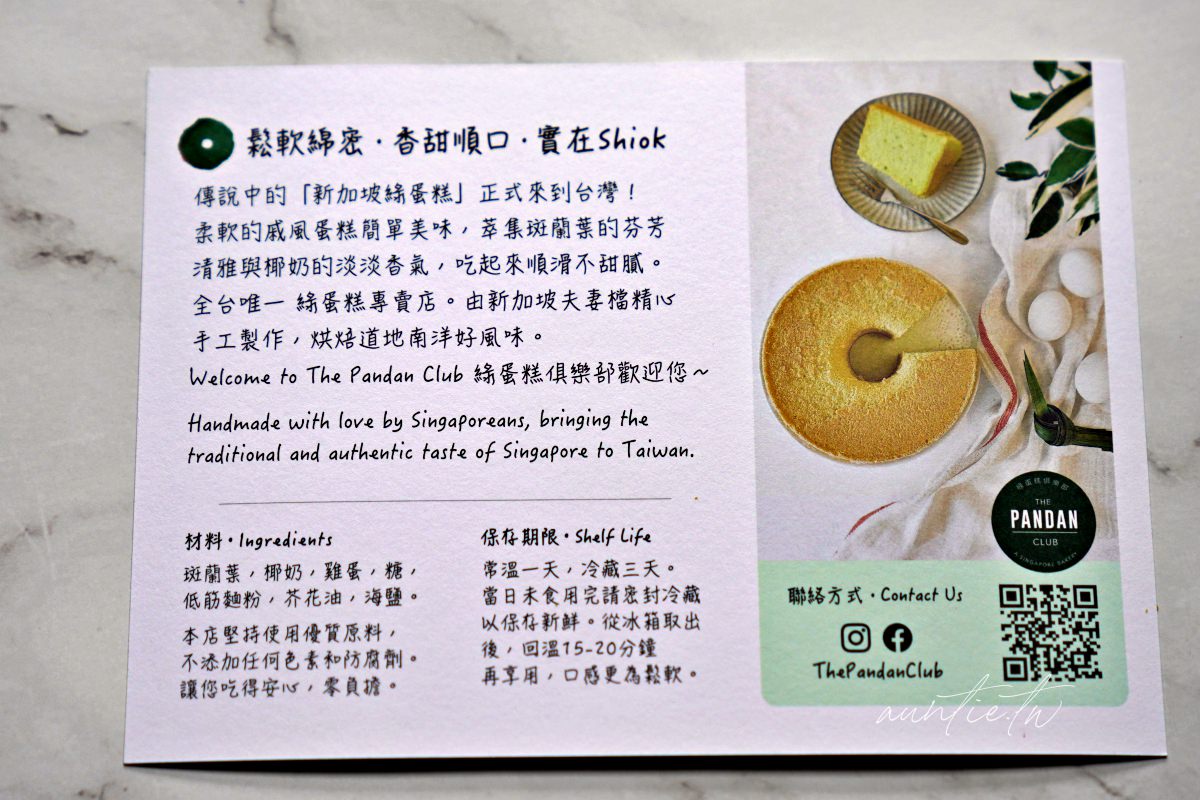 鬆軟綿密·香甜順口·實在Shiok
傳說中的「新加坡綠蛋糕」正式來到台灣！
柔軟的戚風蛋糕簡單美味，萃集斑蘭葉的芬芳
清雅與椰奶的淡淡香氣，吃起來順滑不甜膩。
全台唯一 綠蛋糕專賣店。由新加坡夫妻檔精心
手工製作，烘焙道地南洋好風味。
Welcome to The Pandan Club 綠蛋糕俱樂部歡迎您～
Handmade with love by Singaporeans, bringing the
traditional and authentic taste of Singapore to Taiwan.
材料·Ingredients
斑蘭葉，椰奶，雞蛋，糖，
低筋麵粉，芥花油，海鹽。
本店堅持使用優質原料，
不添加任何色素和防腐劑。
讓您吃得安心，零負擔。
保存期限·Shelf Life
常溫一天，冷藏三天。
當日未食用完請密封冷藏
以保存新鮮。從冰箱取出
後，回溫15-20分鐘
再享用，口感更為鬆軟。
綠蛋糕俱樂部
THE
PANDAN
CLUB
A SINGAPORE BAKERY
聯絡方式·Contact Us
ThePandanClub
auntie.tw